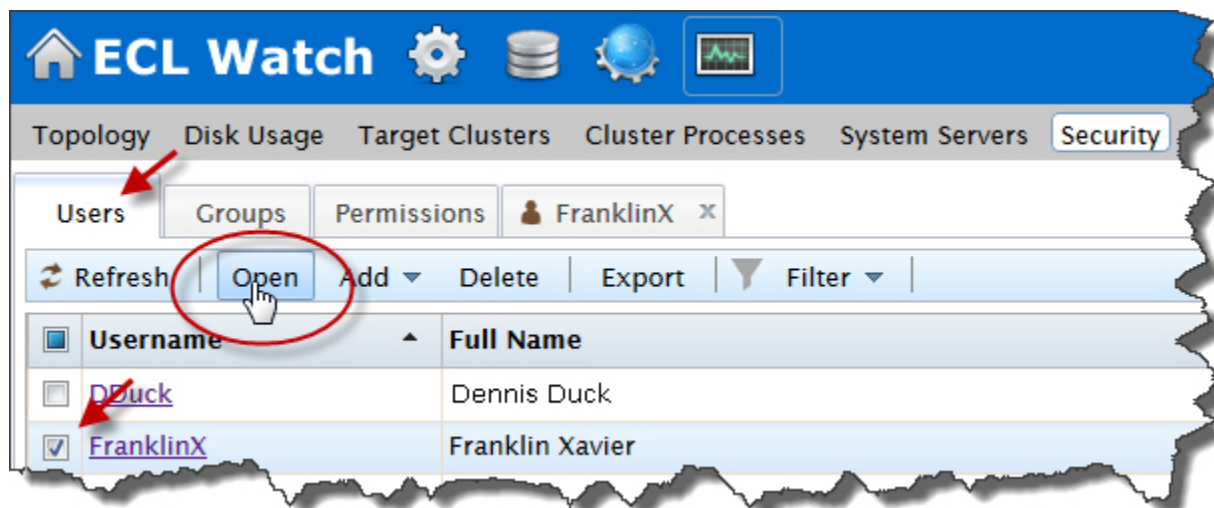 ECL Watch
Topology Disk Usage Target Clusters Cluster Processes System Servers Security
Users Groups Permissions FranklinX x
Refresh Open Add Delete Export Filter
Username Full Name
DDuck Dennis Duck
FranklinX Franklin Xavier